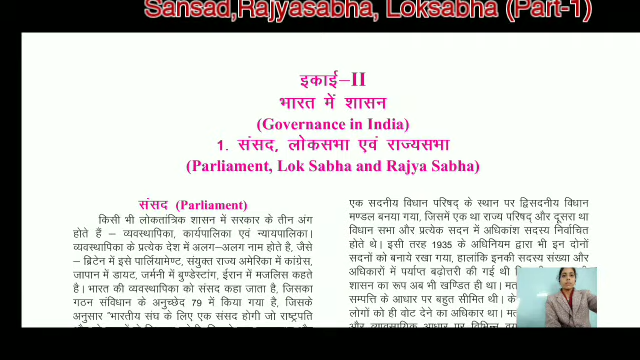 Sansad,Rajyasabha, Loksabha (Part-1)
इकाई–II
भारत में शासन
(Governance in India)
1. संसद, लोकसभा एवं राज्यसभा
(Parliament, Lok Sabha and Rajya Sabha)
संसद (Parliament)
किसी भी लोकतांत्रिक शासन में सरकार के तीन अंग
होते हैं – व्यवस्थापिका, कार्यपालिका एवं न्यायपालिका।
व्यवस्थापिका के प्रत्येक देश में अलग-अलग नाम होते है, जैसे
– ब्रिटेन में इसे पार्लियामेण्ट, संयुक्त राज्य अमेरिका में कांग्रेस,
जापान में डायट, जर्मनी में बुण्डेस्टांग, ईरान में मजलिस कहते
है। भारत की व्यवस्थापिका को संसद कहा जाता है, जिसका
गठन संविधान के अनुच्छेद 79 में किया गया है, जिसके
अनुसार "भारतीय संघ के लिए एक संसद होगी जो राष्ट्रपति
एक सदनीय विधान परिषद् के स्थान पर द्विसदनीय विधान
मण्डल बनाया गया, जिसमें एक था राज्य परिषद् और दूसरा था
विधान सभा और प्रत्येक सदन में अधिकांश सदस्य निर्वाचित
होते थे। इसी तरह 1935 के अधिनियम द्वारा भी इन दोनों
सदनों को बनाये रखा गया, हालांकि इनकी सदस्य संख्या और
अधिकारों में पर्याप्त बढ़ोतरी की गई थी
शासन का रूप अब भी खण्डित ही था। म
सम्पत्ति के आधार पर बहुत सीमित थी। के
लोगों को ही वोट देने का अधिकार था। म
और व्यावसायिक आधार पर विभिन्न